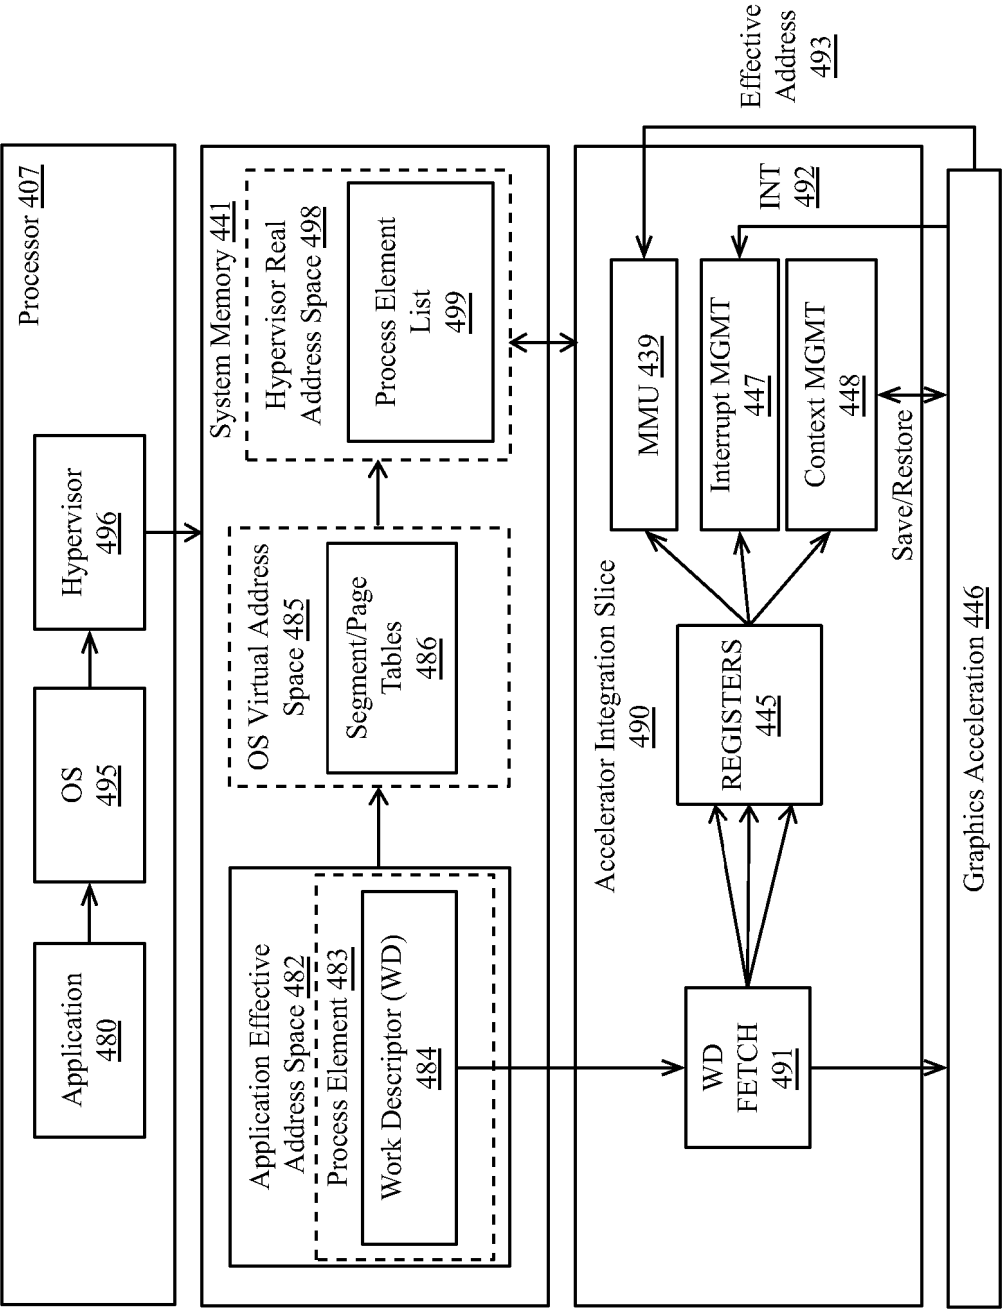 Processor 407
Application
480
OS
495
Hypervisor
496
System Memory 441
Application Effective
Address Space 482
Process Element 483
Work Descriptor (WD)
484
OS Virtual Address
Space 485
Segment/Page
Tables
486
Hypervisor Real
Address Space 498
Process Element
List
499
Accelerator Integration Slice
490
WD
FETCH
491
REGISTERS
445
MMU 439
Interrupt MGMT
447
Context MGMT
448
Save/Restore
INT
492
Effective
Address
493
Graphics Acceleration 446